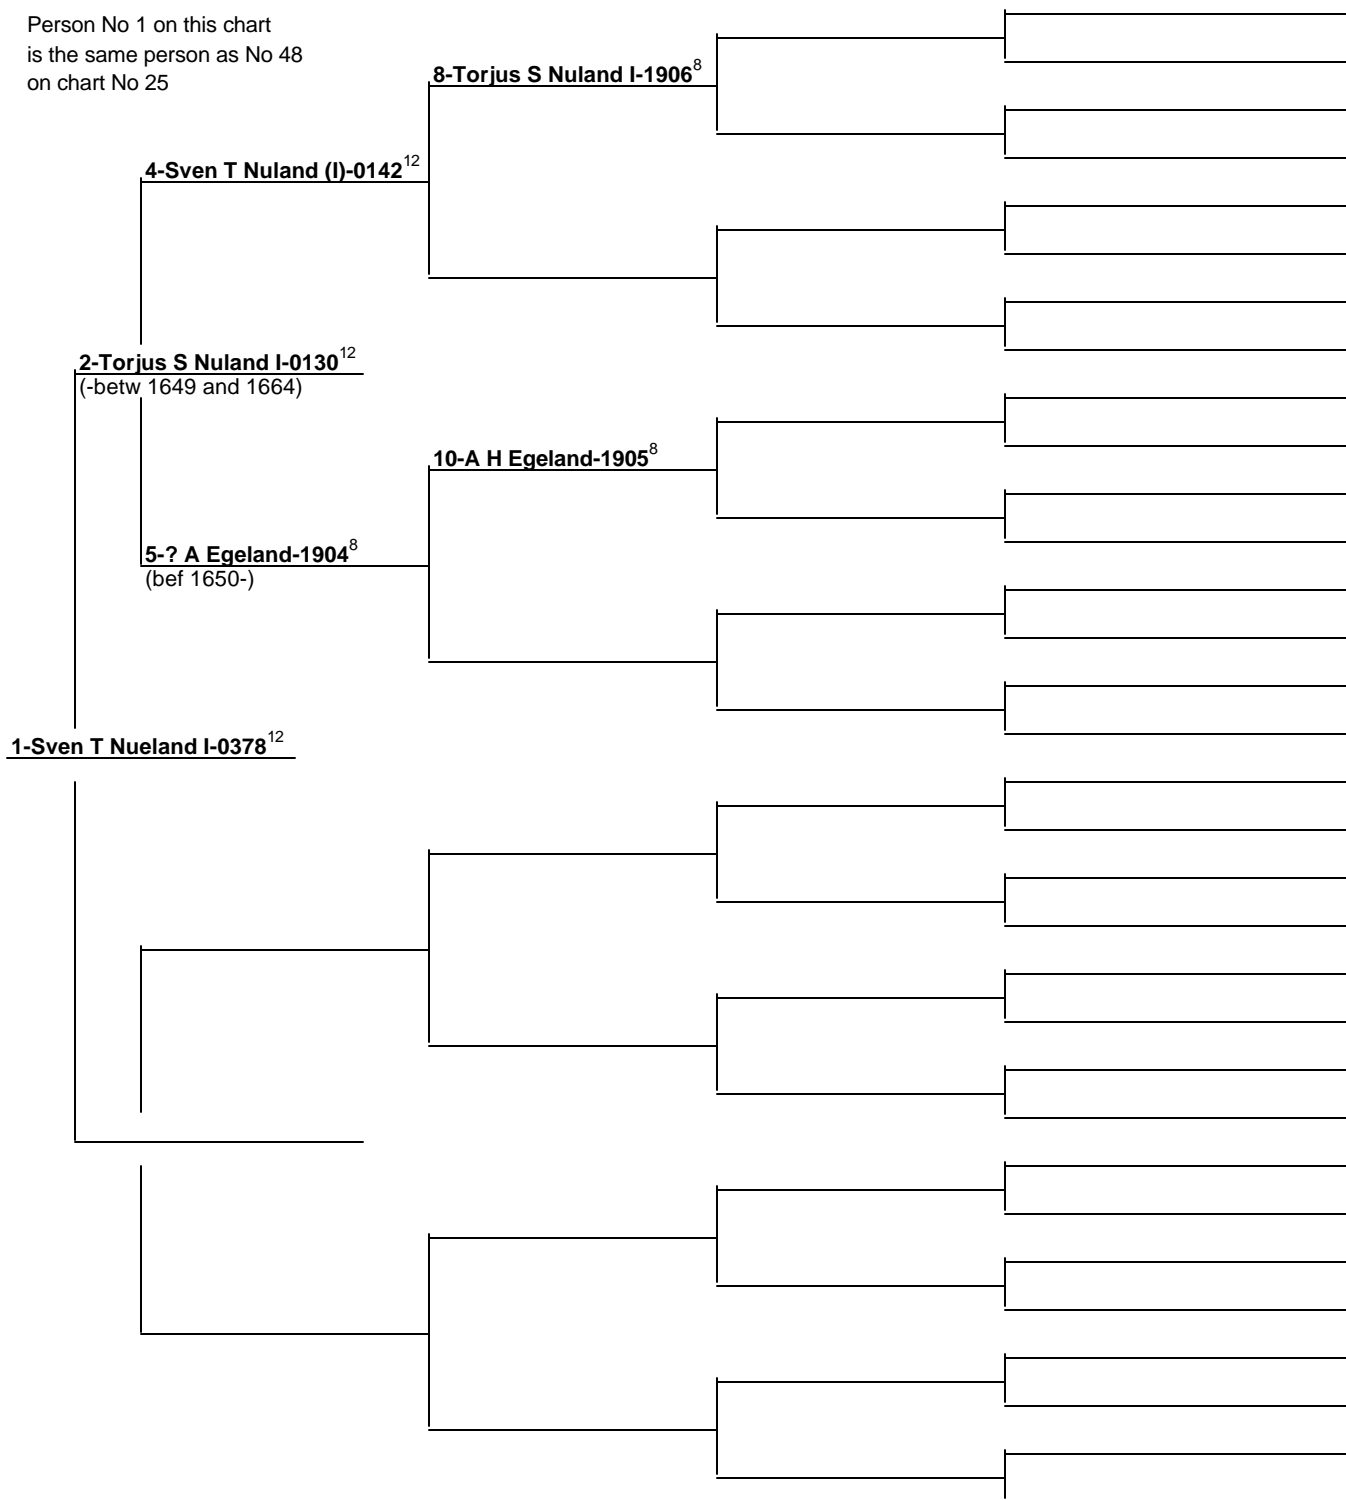 Person No 1 on this chart
is the same person as No 48
on chart No 25
8-Torjus S Nuland I-1906⁸
4-Sven T Nuland (I)-0142¹²
2-Torjus S Nuland I-0130¹²
(-betw 1649 and 1664)
10-A H Egeland-1905⁸
5-? A Egeland-1904⁸
(bef 1650-)
1-Sven T Nueland I-0378¹²